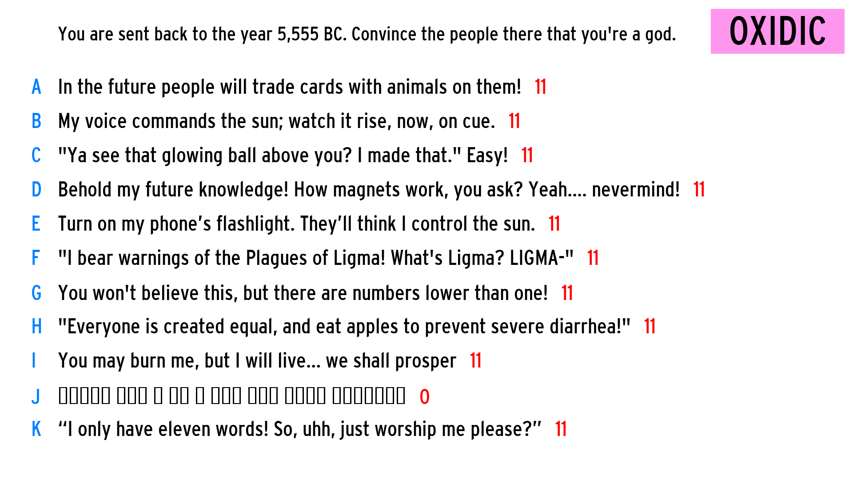 You are sent back to the year 5,555 BC. Convince the people there that you're a god.
OXIDIC
A In the future people will trade cards with animals on them! 11
B My voice commands the sun; watch it rise, now, on cue. 11
C "Ya see that glowing ball above you? I made that." Easy! 11
D Behold my future knowledge! How magnets work, you ask? Yeah.... nevermind! 11
E Turn on my phone’s flashlight. They’ll think I control the sun. 11
F "I bear warnings of the Plagues of Ligma! What's Ligma? LIGMA-" 11
G You won't believe this, but there are numbers lower than one! 11
H "Everyone is created equal, and eat apples to prevent severe diarrhea!" 11
I You may burn me, but I will live... we shall prosper 11
J 0
K “I only have eleven words! So, uhh, just worship me please?” 11